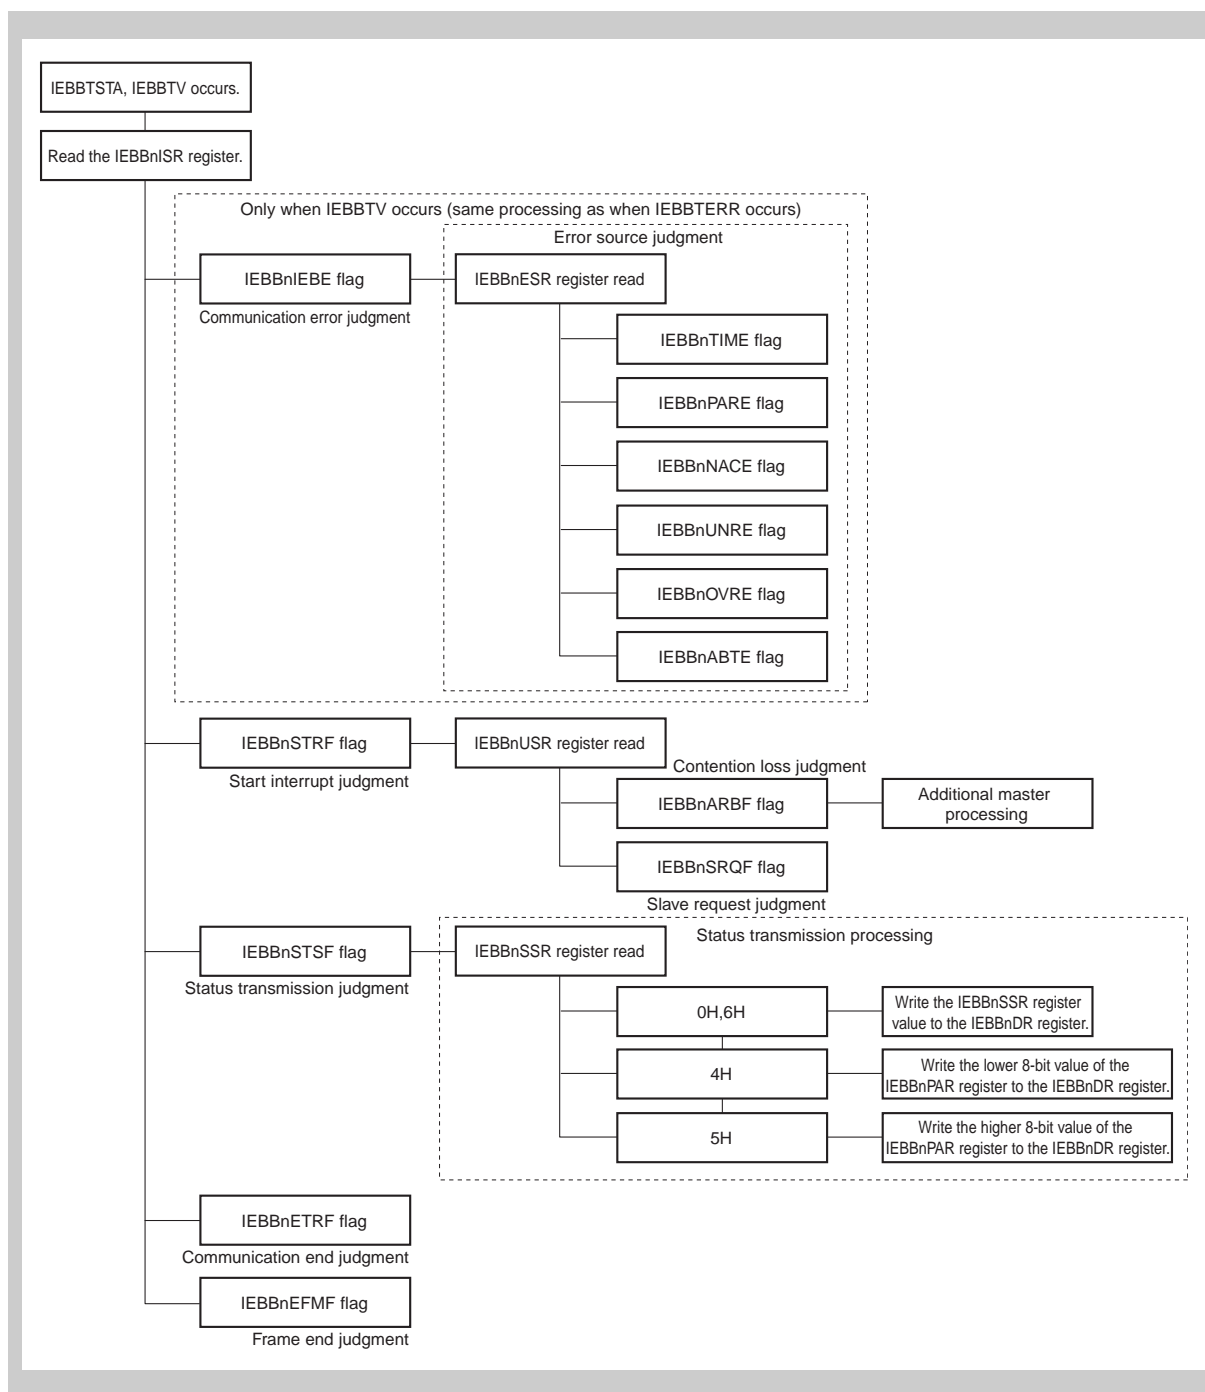 IEBBTSTA, IEBBTV occurs.
Read the IEBBnISR register.
Only when IEBBTV occurs (same processing as when IEBBTERR occurs)
Error source judgment
IEBBnIEBE flag
IEBBnESR register read
Communication error judgment
IEBBnTIME flag
IEBBnPARE flag
IEBBnNACE flag
IEBBnUNRE flag
IEBBnOVRE flag
IEBBnABTE flag
IEBBnSTRF flag
IEBBnUSR register read
Start interrupt judgment
Contention loss judgment
IEBBnARBF flag
Additional master
processing
IEBBnSRQF flag
Slave request judgment
IEBBnSTSF flag
IEBBnSSR register read
Status transmission processing
Status transmission judgment
0H,6H
Write the IEBBnSSR register
value to the IEBBnDR register.
4H
Write the lower 8-bit value of the
IEBBnPAR register to the IEBBnDR register.
5H
Write the higher 8-bit value of the
IEBBnPAR register to the IEBBnDR register.
IEBBnETRF flag
Communication end judgment
IEBBnEFMF flag
Frame end judgment